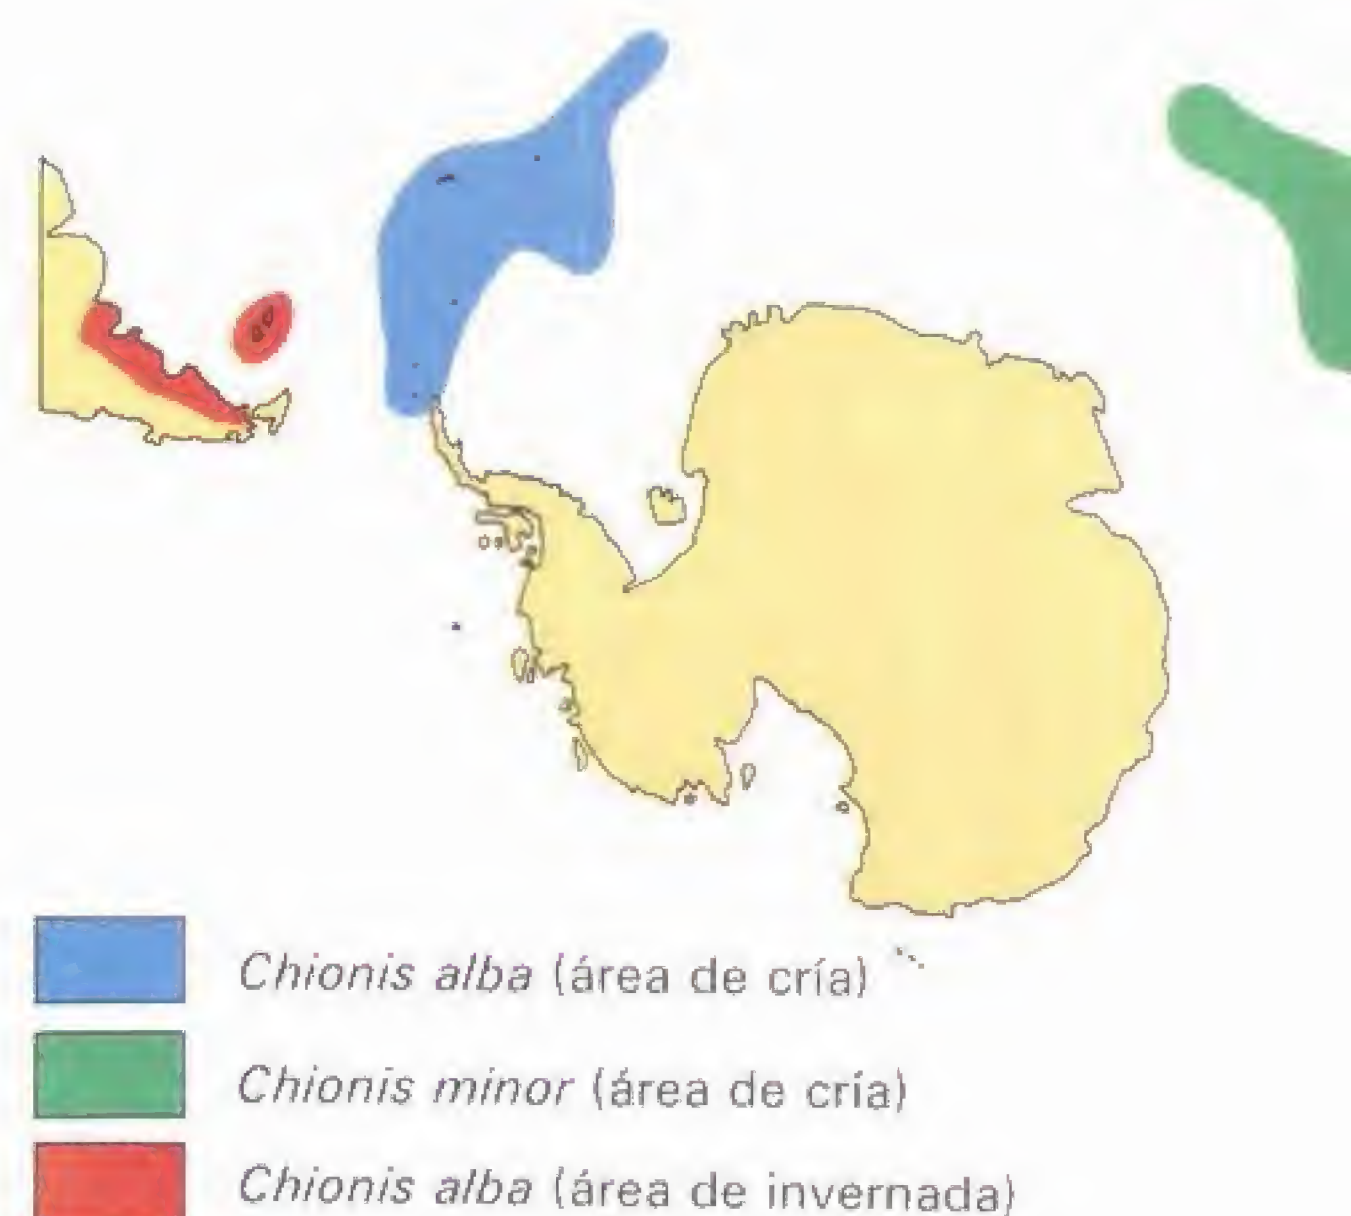 Chionis alba (área de cría)
Chionis minor (área de cría)
Chionis alba (área de invernada)